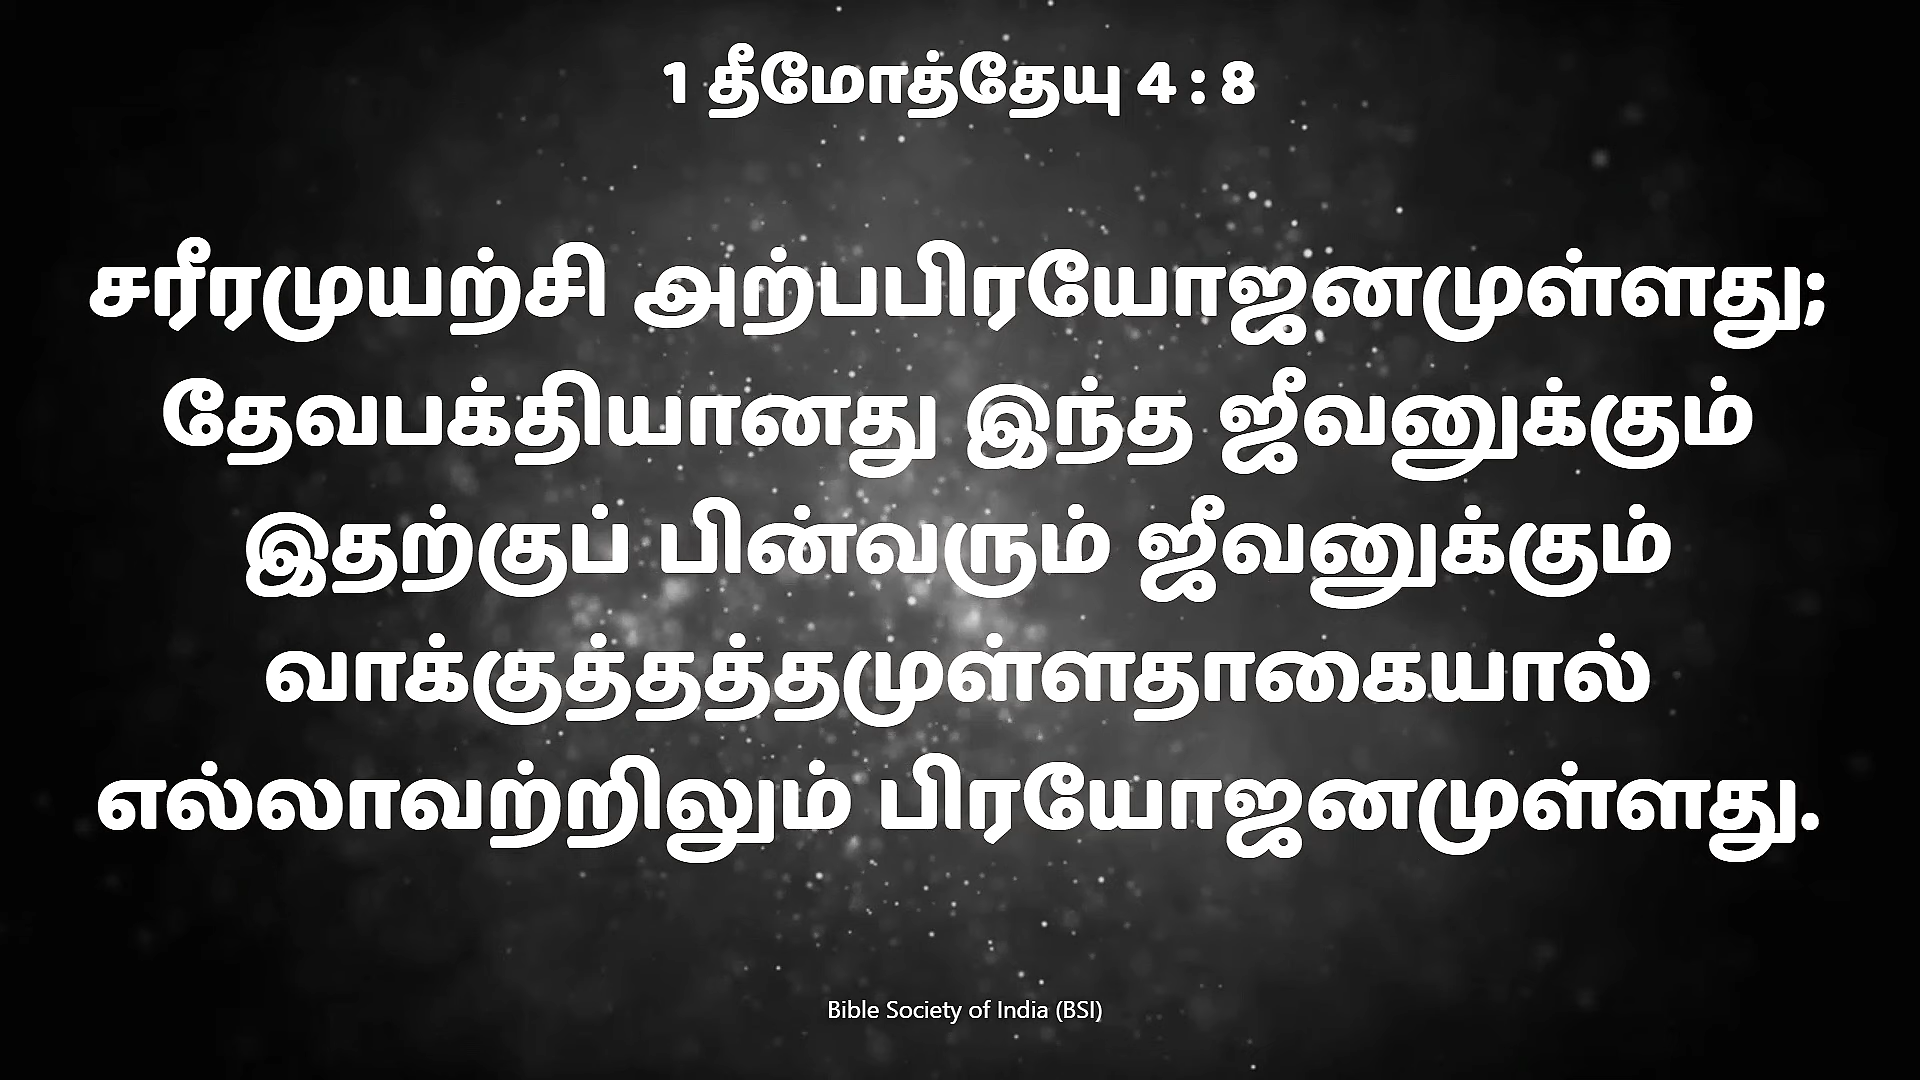 1 தீமோத்தேயு 4 : 8
சரீரமுயற்சி அற்பபிரயோஜனமுள்ளது;
தேவபக்தியானது இந்த ஜீவனுக்கும்
இதற்குப் பின்வரும் ஜீவனுக்கும்
வாக்குத்தத்தமுள்ளதாகையால்
எல்லாவற்றிலும் பிரயோஜனமுள்ளது.
Bible Society of India (BSI)